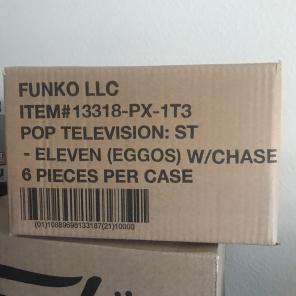 FUNKO LLC
ITEM#13318-PX-1T3
POP TELEVISION: ST
- ELEVEN (EGGOS) W/CHASE
6 PIECES PER CASE
(01)10889698133187(21)10000